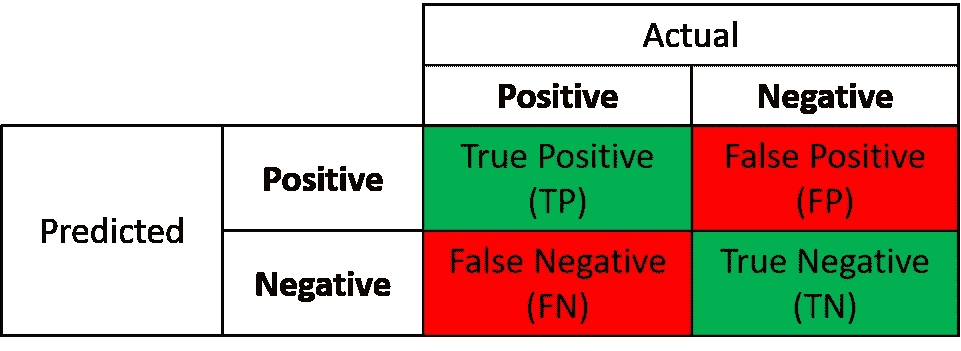 Actual
Positive Negative
Predicted
Positive
True Positive
(TP)
False Positive
(FP)
Negative
False Negative
(FN)
True Negative
(TN)